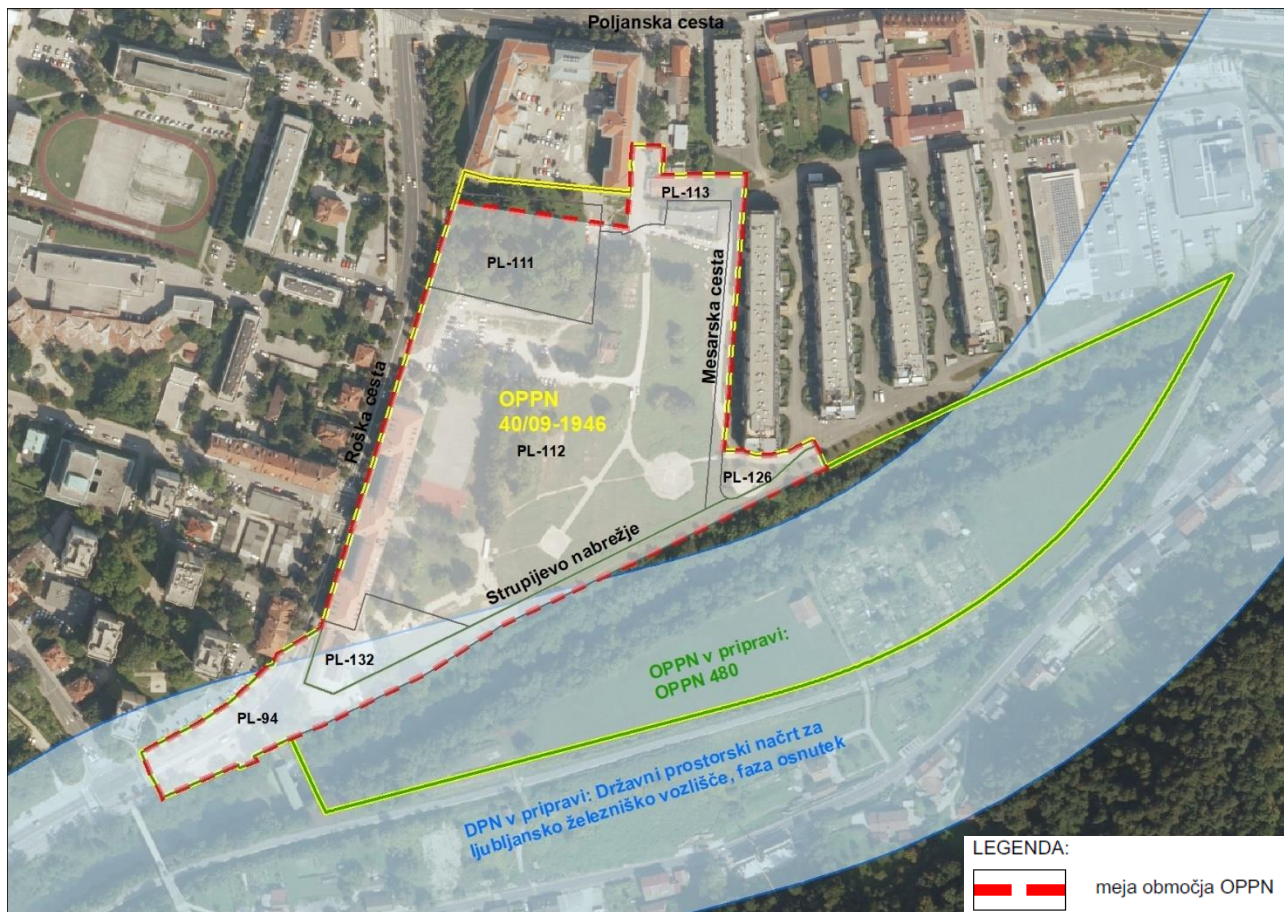 Poljanska cesta
PL-113
PL-111
Mesarska cesta
Roška cesta
OPPN
40/09-1946
PL-112
PL-126
Strupijevo nabrežje
PL-132
PL-94
OPPN v pripravi:
OPPN 480
DPN v pripravi: Državni prostorski načrt za
ljubljansko železniško vozlišče, faza osnutek
LEGENDA:
meja območja OPPN